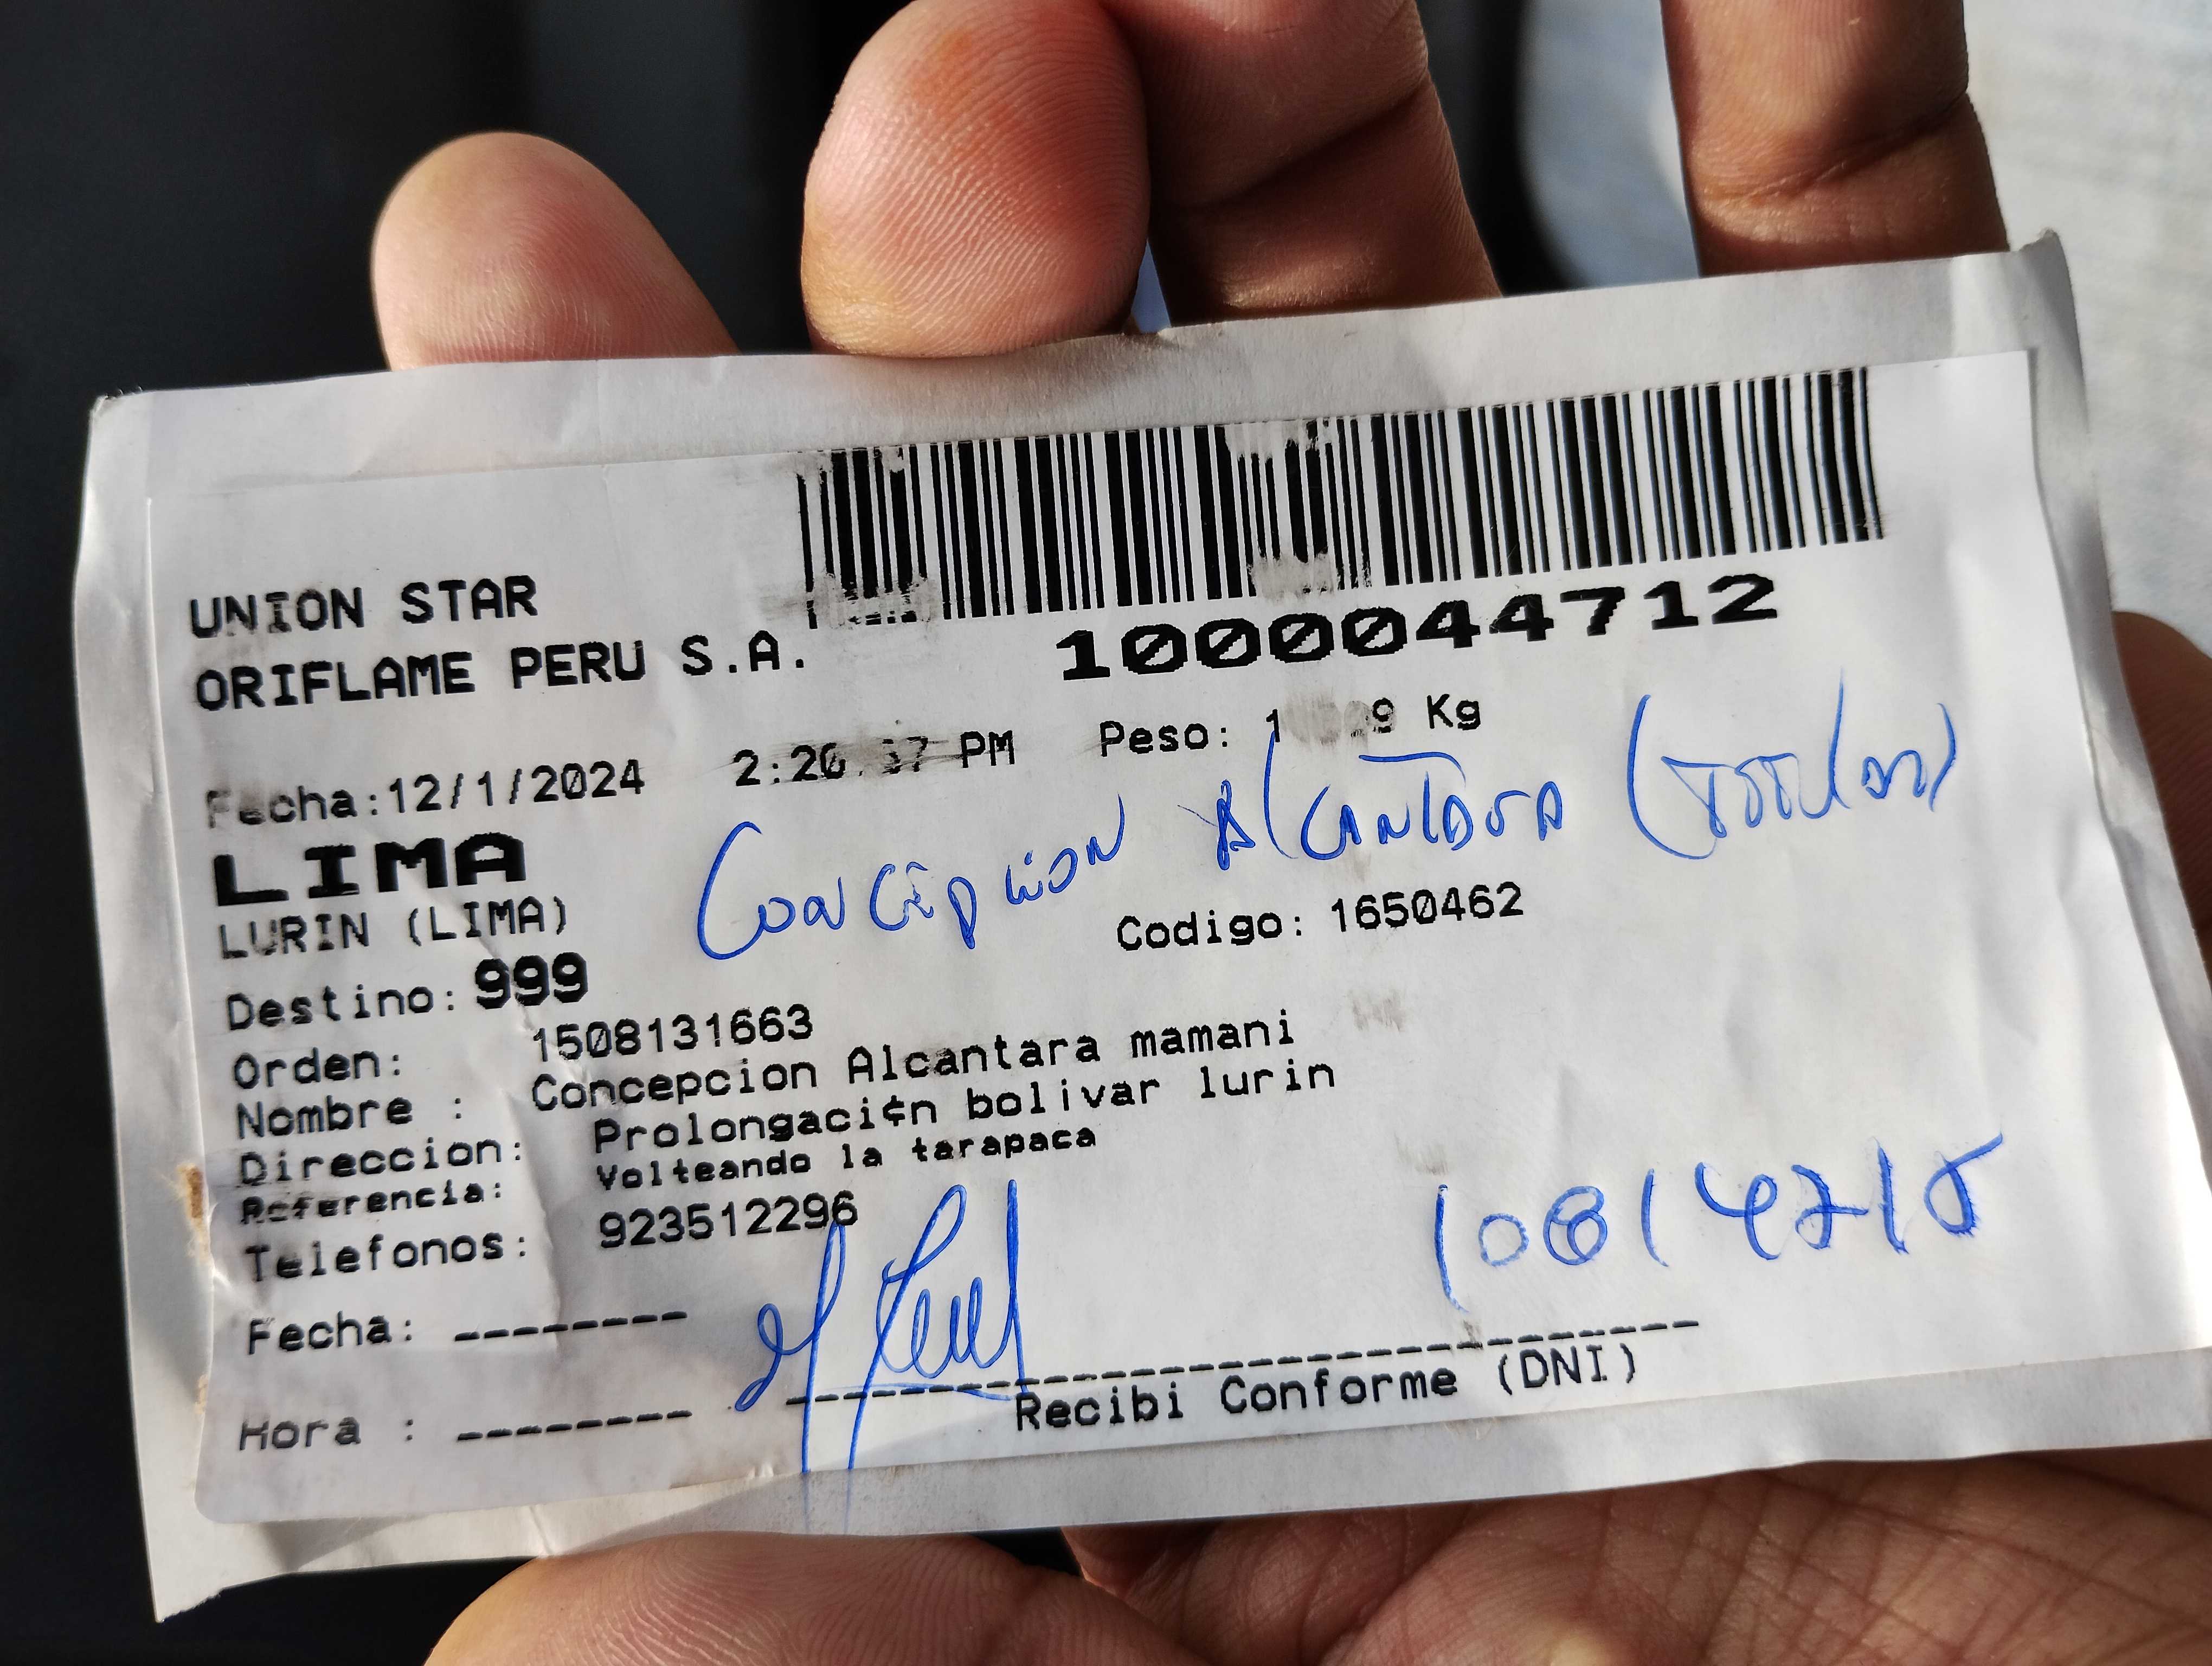 UNION STAR
ORIFLAME PERU S.A.
1000044712
Fecha:12/1/2024 PM Peso: Kg
LIMA
Concepcion Alcantara (titular)
LURIN (LIMA)
Codigo: 1650462
Destino: 999
Orden: 1508131663
Nombre : Concepcion Alcantara mamani
Direccion: Prolongaci¢n bolivar lurin
Referencia: Volteando la tarapaca
Telefonos: 923512296
Fecha: --------
Hora : --------
Recibi Conforme (DNI)